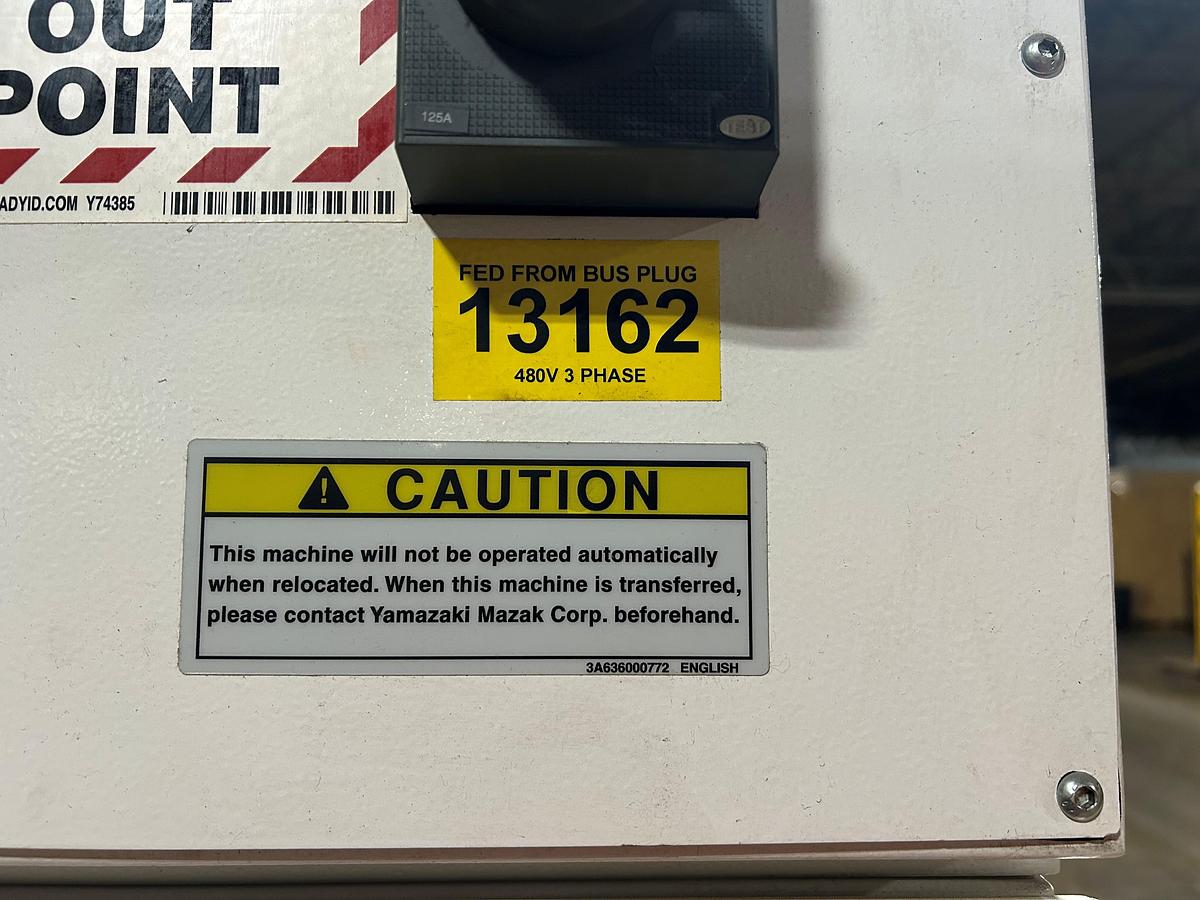 OUT
POINT
ADYID.COM Y74385
125A
TEST
FED FROM BUS PLUG
13162
480V 3 PHASE
CAUTION
This machine will not be operated automatically
when relocated. When this machine is transferred,
please contact Yamazaki Mazak Corp. beforehand.
3A636000772 ENGLISH